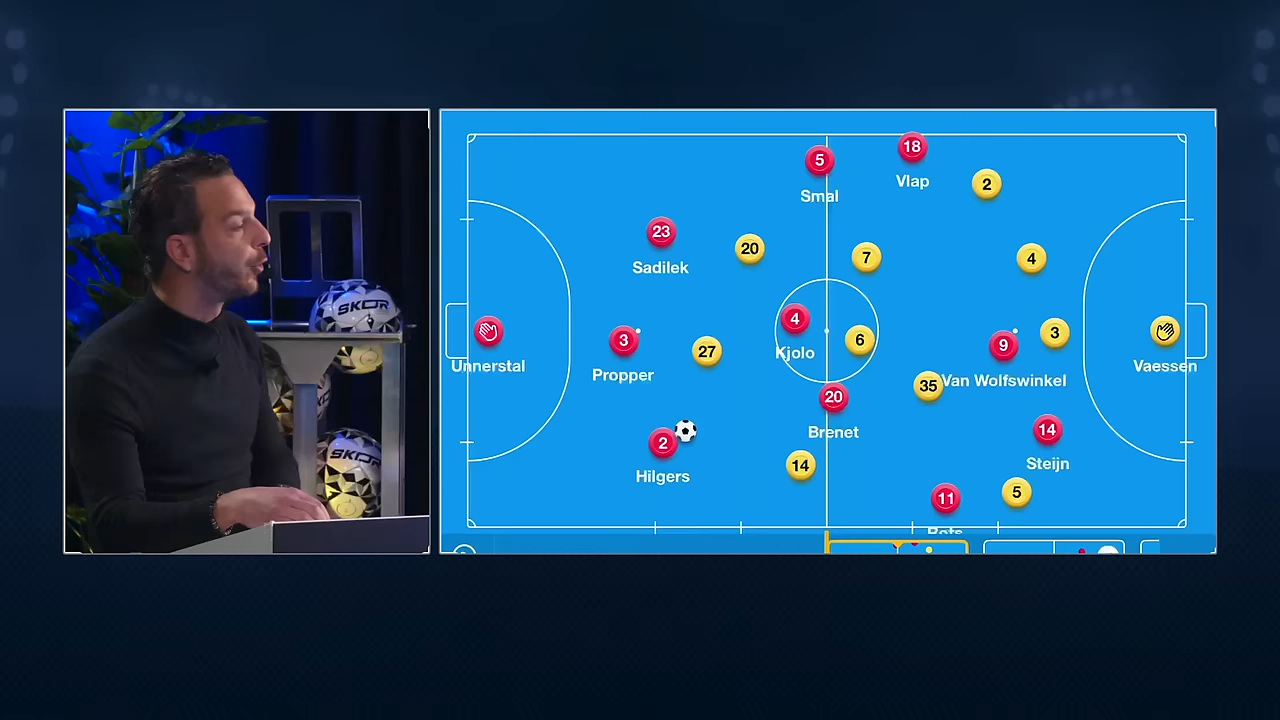 5
Smal
18
Vlap
2
23
Sadilek
20
7
4
SKOR
4
Kjolo
6
3
Unnerstal
3
Propper
27
9
Van Wolfswinkel
Vaessen
35
20
Brenet
2
Hilgers
14
14
Steijn
SKOR
11
5